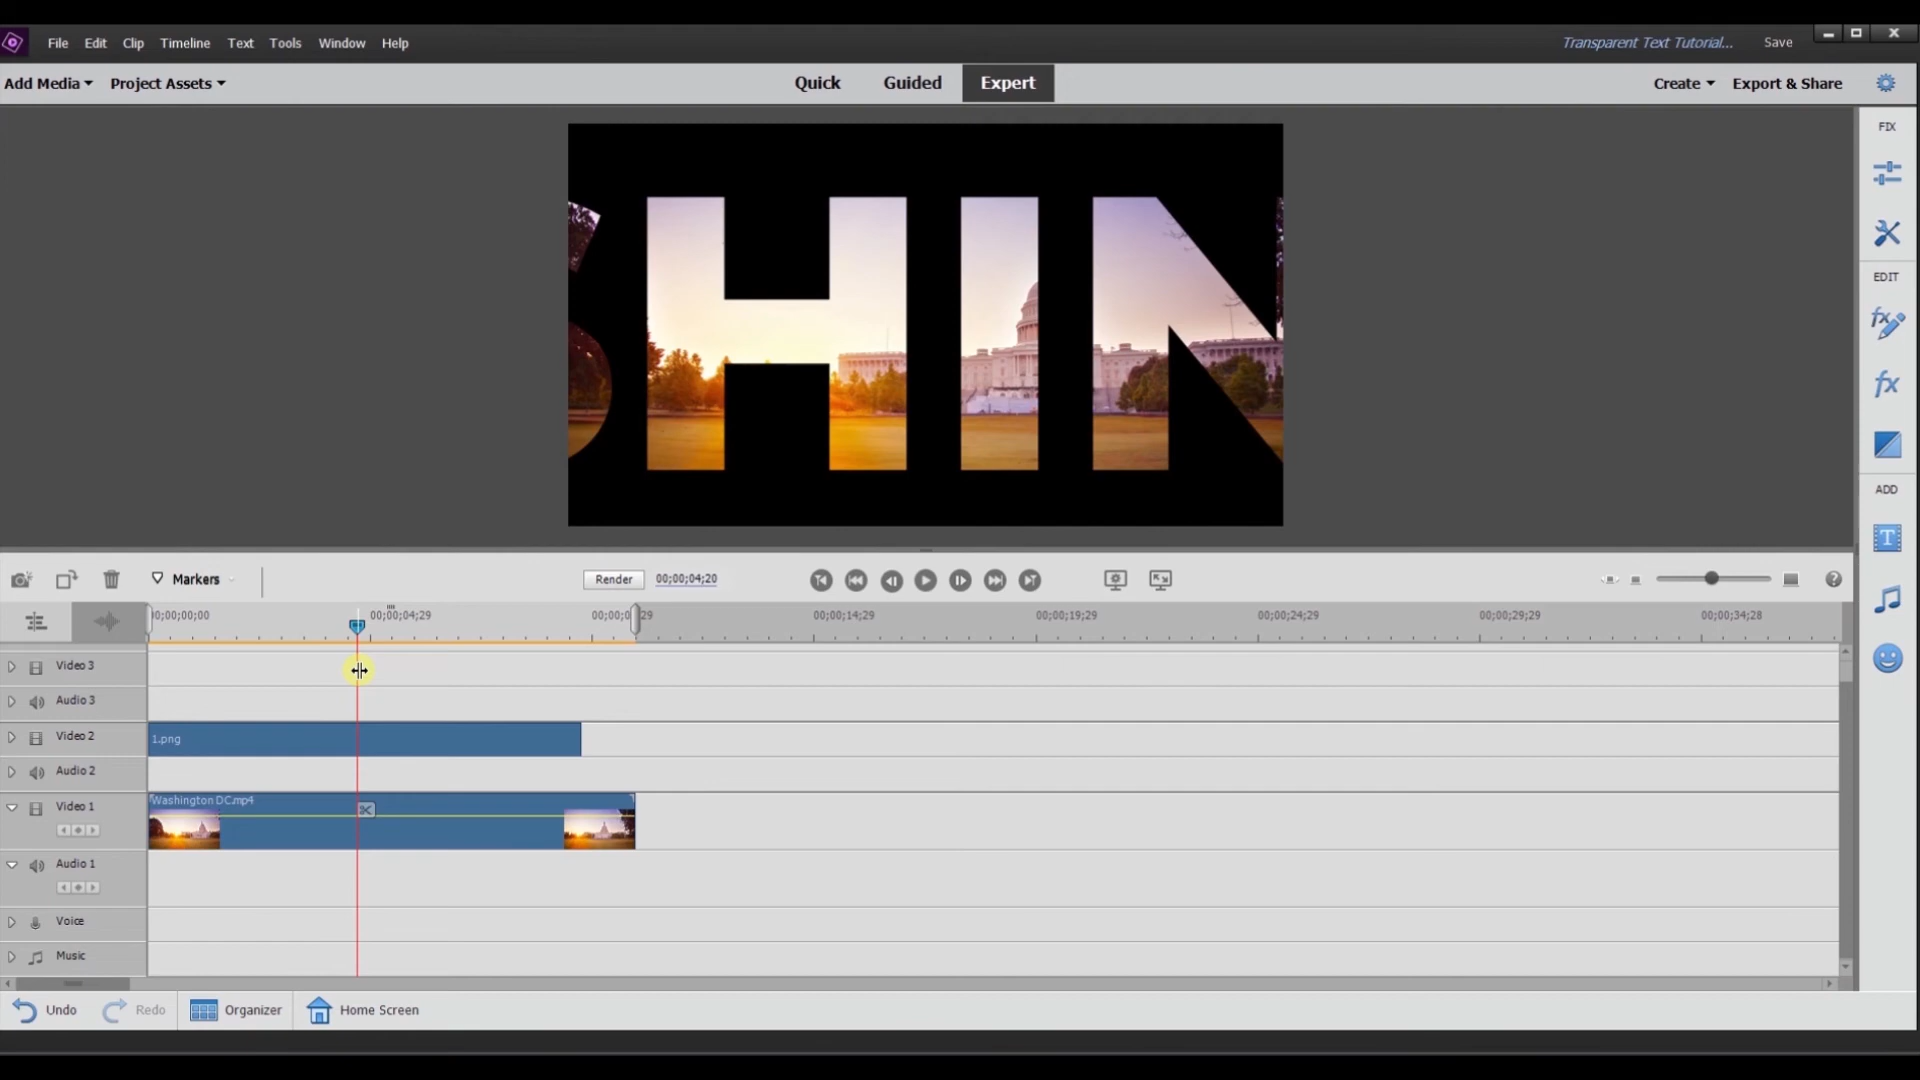 File Edit Clip Timeline Text Tools Window Help
Transparent Text Tutorial... Save
Add Media Project Assets Quick Guided Expert Create Export & Share
FIX
SHIN
EDIT
fx
fx
ADD
T
Markers Render 00;00;04;20 ?
00;00;04;29 00;00;14;29 00;00;19;29 00;00;24;29 00;00;29;29 00;00;34;28
Video 3
Audio 3
Video 2 1.png
Audio 2
Video 1 Washington DC.mp4
Audio 1
Voice
Music
Undo Redo Organizer Home Screen